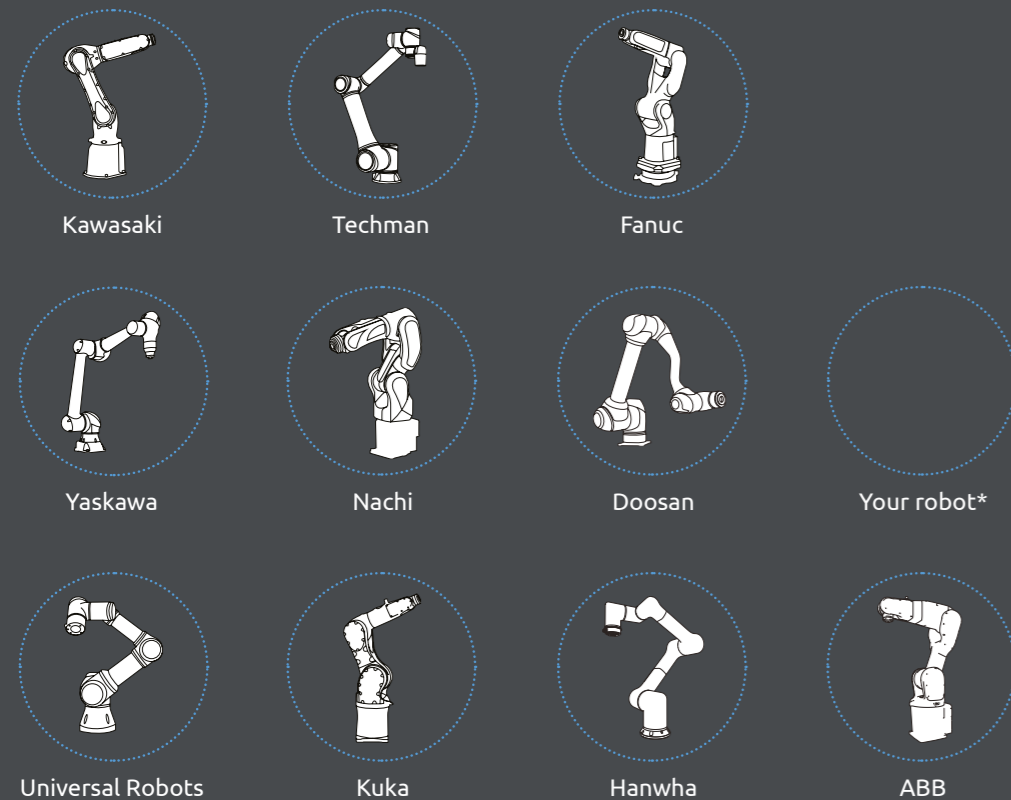 Kawasaki
Techman
Fanuc
Yaskawa
Nachi
Doosan
Your robot*
Universal Robots
Kuka
Hanwha
ABB